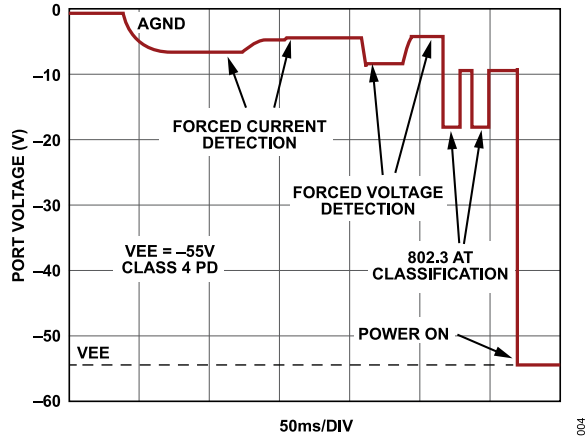 0
AGND
–10
FORCED CURRENT
DETECTION
–20
PORT VOLTAGE (V)
FORCED VOLTAGE
DETECTION
–30
VEE = –55V
CLASS 4 PD
802.3 AT
CLASSIFICATION
–40
POWER ON
–50
VEE
–60
50ms/DIV
004